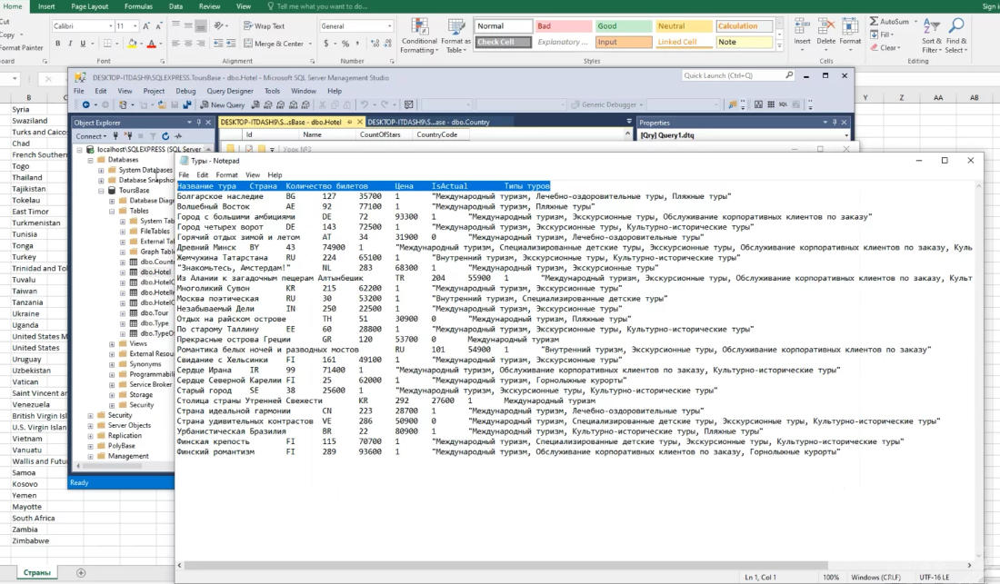 Home Insert Page Layout Formulas Data Review View Tell me what you want to do...
Sign i
Cut
Copy
Format Painter
Calibri 11
B I U
Wrap Text
Merge & Center
General
Conditional Formatting
Format as Table
Normal Bad Good Neutral Calculation
Check Cell Explanatory ... Input Linked Cell Note
Insert Delete Format
AutoSum
Fill
Clear
Sort & Filter
Find & Select
Font Alignment Number Styles Cells Editing
B C Y Z AA AB
DESKTOP-ITDASH9\SQLEXPRESS.ToursBase - dbo.Hotel - Microsoft SQL Server Management Studio
Quick Launch (Ctrl+Q)
File Edit View Project Debug Query Designer Tools Window Help
New Query
Generic Debugger
Object Explorer
DESKTOP-ITDASH9\S...sBase - dbo.Hotel
DESKTOP-ITDASH9\S...ase - dbo.Country
Properties
Connect
Id Name CountOfStars CountryCode
[Qry] Query1.dtq
Урок №3
localhost\SQLEXPRESS (SQL Server
Databases
System Databases
Database Snapshot
ToursBase
Database Diag
Tables
System Tab
FileTables
External Ta
Graph Table
dbo.Count
dbo.Hotel
dbo.HotelC
dbo.HotelIn
dbo.HotelO
dbo.Tour
dbo.Type
dbo.TypeO
Views
External Resou
Synonyms
Programmabili
Service Broker
Storage
Security
Security
Server Objects
Replication
PolyBase
Management
Ready
Syria
Swaziland
Turks and Caicos
Chad
French Southern
Togo
Thailand
Tajikistan
Tokelau
East Timor
Turkmenistan
Tunisia
Tonga
Turkey
Trinidad and Tob
Tuvalu
Taiwan
Tanzania
Ukraine
Uganda
United States M
United States
Uruguay
Uzbekistan
Vatican
Saint Vincent an
Venezuela
British Virgin Islan
U.S. Virgin Island
Vietnam
Vanuatu
Wallis and Futun
Samoa
Kosovo
Yemen
Mayotte
South Africa
Zambia
Zimbabwe
Страны
Туры - Notepad
File Edit Format View Help
Название тура Страна Количество билетов Цена IsActual Типы туров
Болгарское наследие BG 127 35700 1 "Международный туризм, Лечебно-оздоровительные туры, Пляжные туры"
Волшебный Восток AE 92 77100 1 "Международный туризм, Пляжные туры"
Город с большими амбициями DE 72 93300 1 "Международный туризм, Экскурсионные туры, Обслуживание корпоративных клиентов по заказу"
Город четырех ворот DE 143 72500 1 "Международный туризм, Экскурсионные туры, Культурно-исторические туры"
Горячий отдых зимой и летом AT 34 31900 0 "Международный туризм, Лечебно-оздоровительные туры"
Древний Минск BY 43 74900 1 "Международный туризм, Специализированные детские туры, Экскурсионные туры, Обслуживание корпоративных клиентов по заказу, Куль
Жемчужина Татарстана RU 224 65100 1 "Внутренний туризм, Экскурсионные туры, Культурно-исторические туры"
"Знакомьтесь, Амстердам!" NL 283 68300 1 "Международный туризм, Экскурсионные туры"
Из Алании к загадочным пещерам Алтынбешик TR 204 55900 1 "Международный туризм, Экскурсионные туры, Обслуживание корпоративных клиентов по заказу, Культ
Многоликий Сувон KR 215 62200 1 "Международный туризм, Экскурсионные туры"
Москва поэтическая RU 30 53200 1 "Внутренний туризм, Специализированные детские туры"
Незабываемый Дели IN 250 22500 1 "Международный туризм, Экскурсионные туры"
Отдых на райском острове TH 51 30900 0 "Международный туризм, Пляжные туры"
По старому Таллину EE 60 28800 1 "Международный туризм, Экскурсионные туры, Культурно-исторические туры"
Прекрасные острова Греции GR 120 53700 0 Международный туризм
Романтика белых ночей и разводных мостов RU 101 54900 1 "Внутренний туризм, Экскурсионные туры, Обслуживание корпоративных клиентов по заказу"
Свидание с Хельсинки FI 161 49100 1 "Международный туризм, Экскурсионные туры"
Сердце Ирана IR 99 71400 1 "Международный туризм, Обслуживание корпоративных клиентов по заказу, Культурно-исторические туры"
Сердце Северной Карелии FI 25 62000 1 "Международный туризм, Горнолыжные курорты"
Старый город SE 38 25600 1 "Международный туризм, Экскурсионные туры, Культурно-исторические туры"
Столица страны Утренней Свежести KR 292 27600 1 Международный туризм
Страна идеальной гармонии CN 223 28700 1 "Международный туризм, Лечебно-оздоровительные туры"
Страна удивительных контрастов VE 286 50900 0 "Международный туризм, Специализированные детские туры, Экскурсионные туры, Культурно-исторические туры"
Урбанистическая Бразилия BR 22 80900 1 "Международный туризм, Культурно-исторические туры, Пляжные туры"
Финская крепость FI 115 70700 1 "Международный туризм, Специализированные детские туры, Экскурсионные туры, Культурно-исторические туры"
Финский романтизм FI 289 93600 1 "Международный туризм, Обслуживание корпоративных клиентов по заказу, Горнолыжные курорты"
Ln 1, Col 1 100% Windows (CRLF) UTF-16 LE